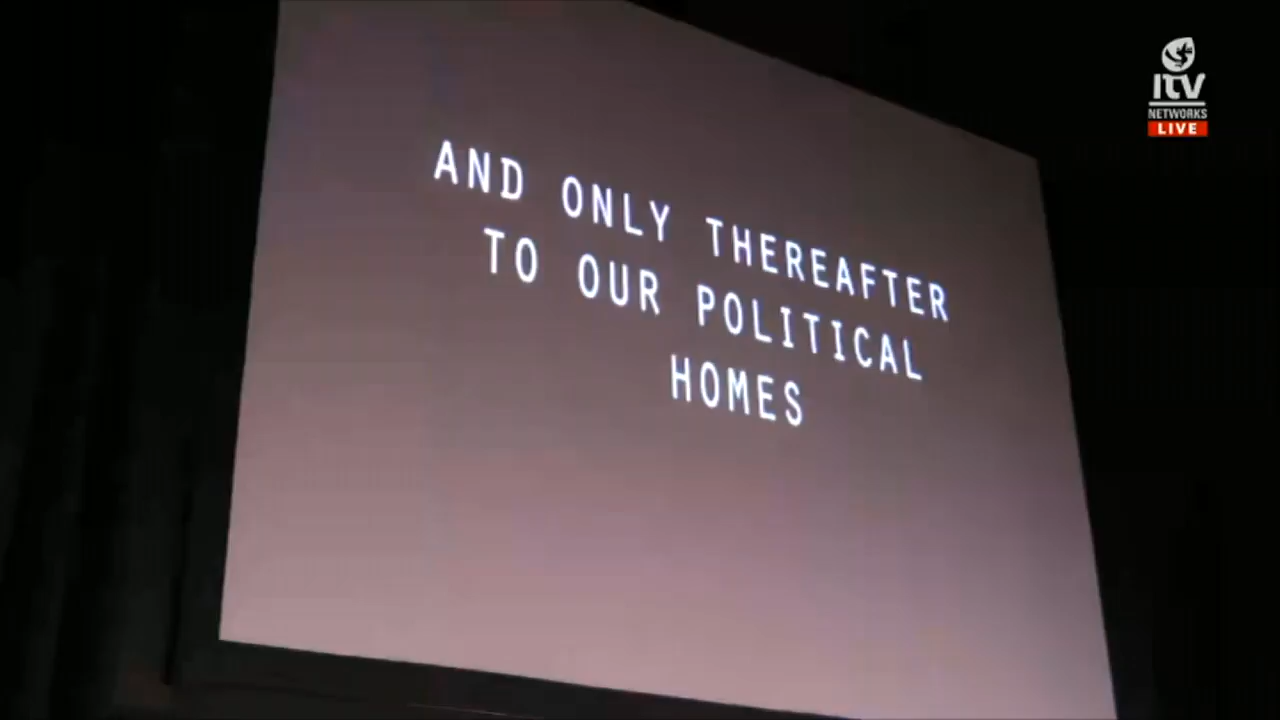 AND ONLY THEREAFTER
TO OUR POLITICAL
HOMES
ITV
NETWORKS
LIVE